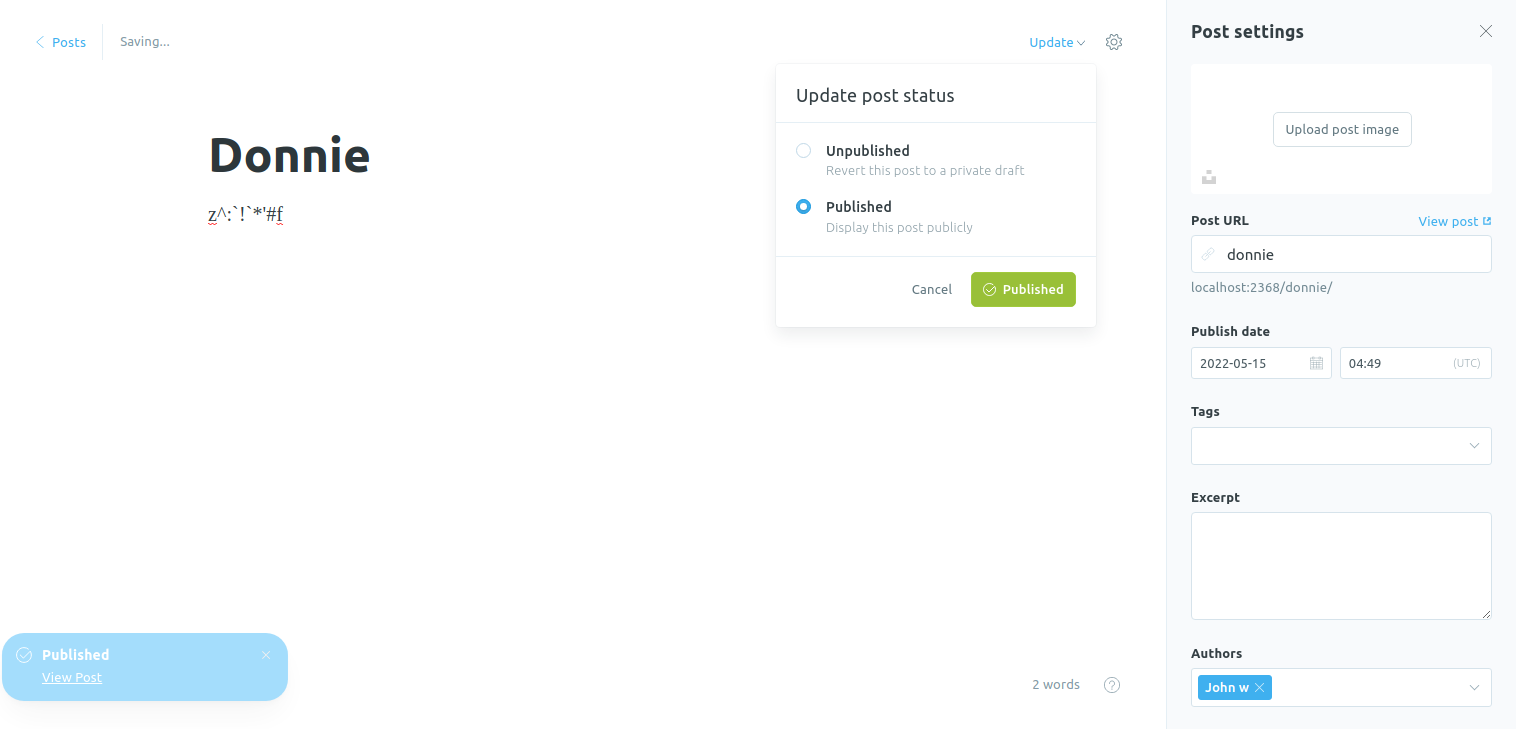 Posts
Saving...
Update
Donnie
z^:`!`*'#f
Update post status
Unpublished
Revert this post to a private draft
Published
Display this post publicly
Cancel
Published
Published
View Post
2 words
?
Post settings
Upload post image
Post URL
View post
donnie
localhost:2368/donnie/
Publish date
2022-05-15
04:49
(UTC)
Tags
Excerpt
Authors
John w